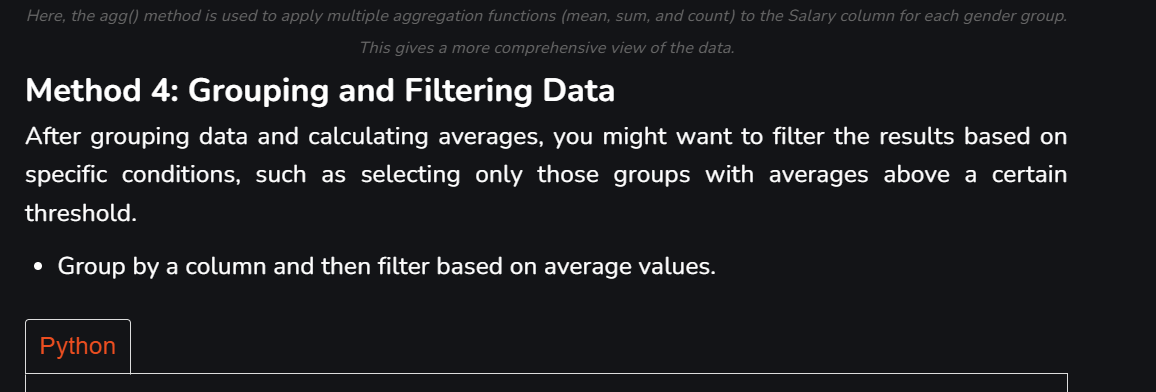 Here, the agg() method is used to apply multiple aggregation functions (mean, sum, and count) to the Salary column for each gender group.
This gives a more comprehensive view of the data.
Method 4: Grouping and Filtering Data
After grouping data and calculating averages, you might want to filter the results based on
specific conditions, such as selecting only those groups with averages above a certain
threshold.
• Group by a column and then filter based on average values.
Python